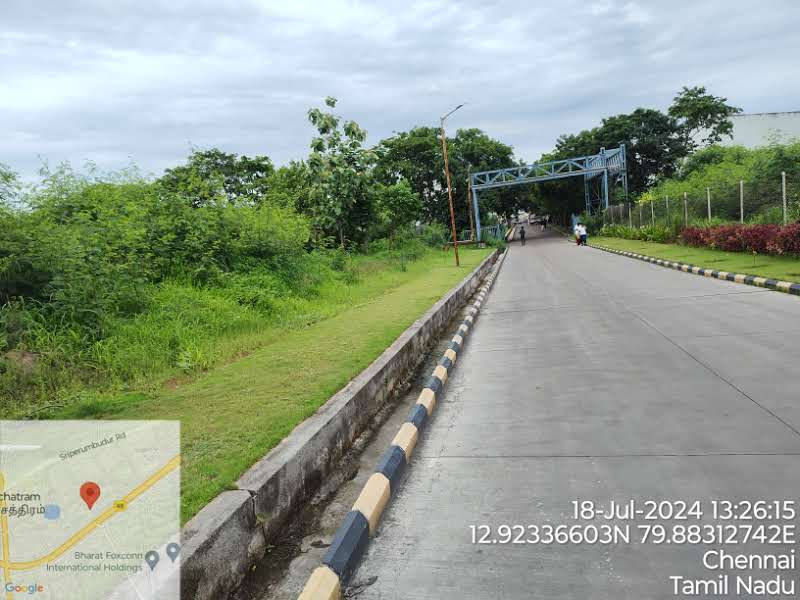 Sriperumbudur Rd
chatram
சத்திரம்
48
Bharat Foxconn
International Holdings
Google
18-Jul-2024 13:26:15
12.92336603N 79.88312742E
Chennai
Tamil Nadu